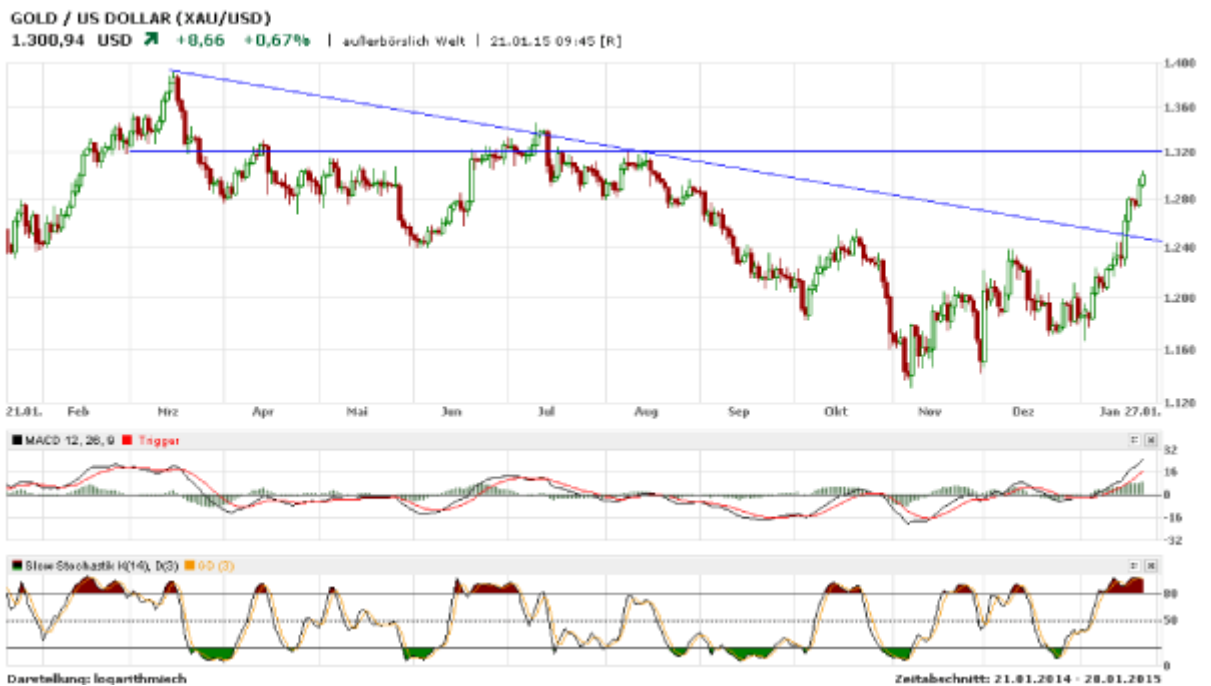 GOLD / US DOLLAR (XAU/USD)
1.300,94 USD +8,66 +0,67% | außerbörslich Welt | 21.01.15 09:45 [R]
1.400
1.360
1.320
1.280
1.240
1.200
1.160
1.120
21.01. Feb Mrz Apr Mai Jun Jul Aug Sep Okt Nov Dez Jan 27.01.
MACD 12, 26, 9 Trigger
32
16
0
-16
-32
Slow Stochastik K(14), D(3) (3)
80
50
0
Darstellung: logarithmisch Zeitabschnitt: 21.01.2014 - 20.01.2015